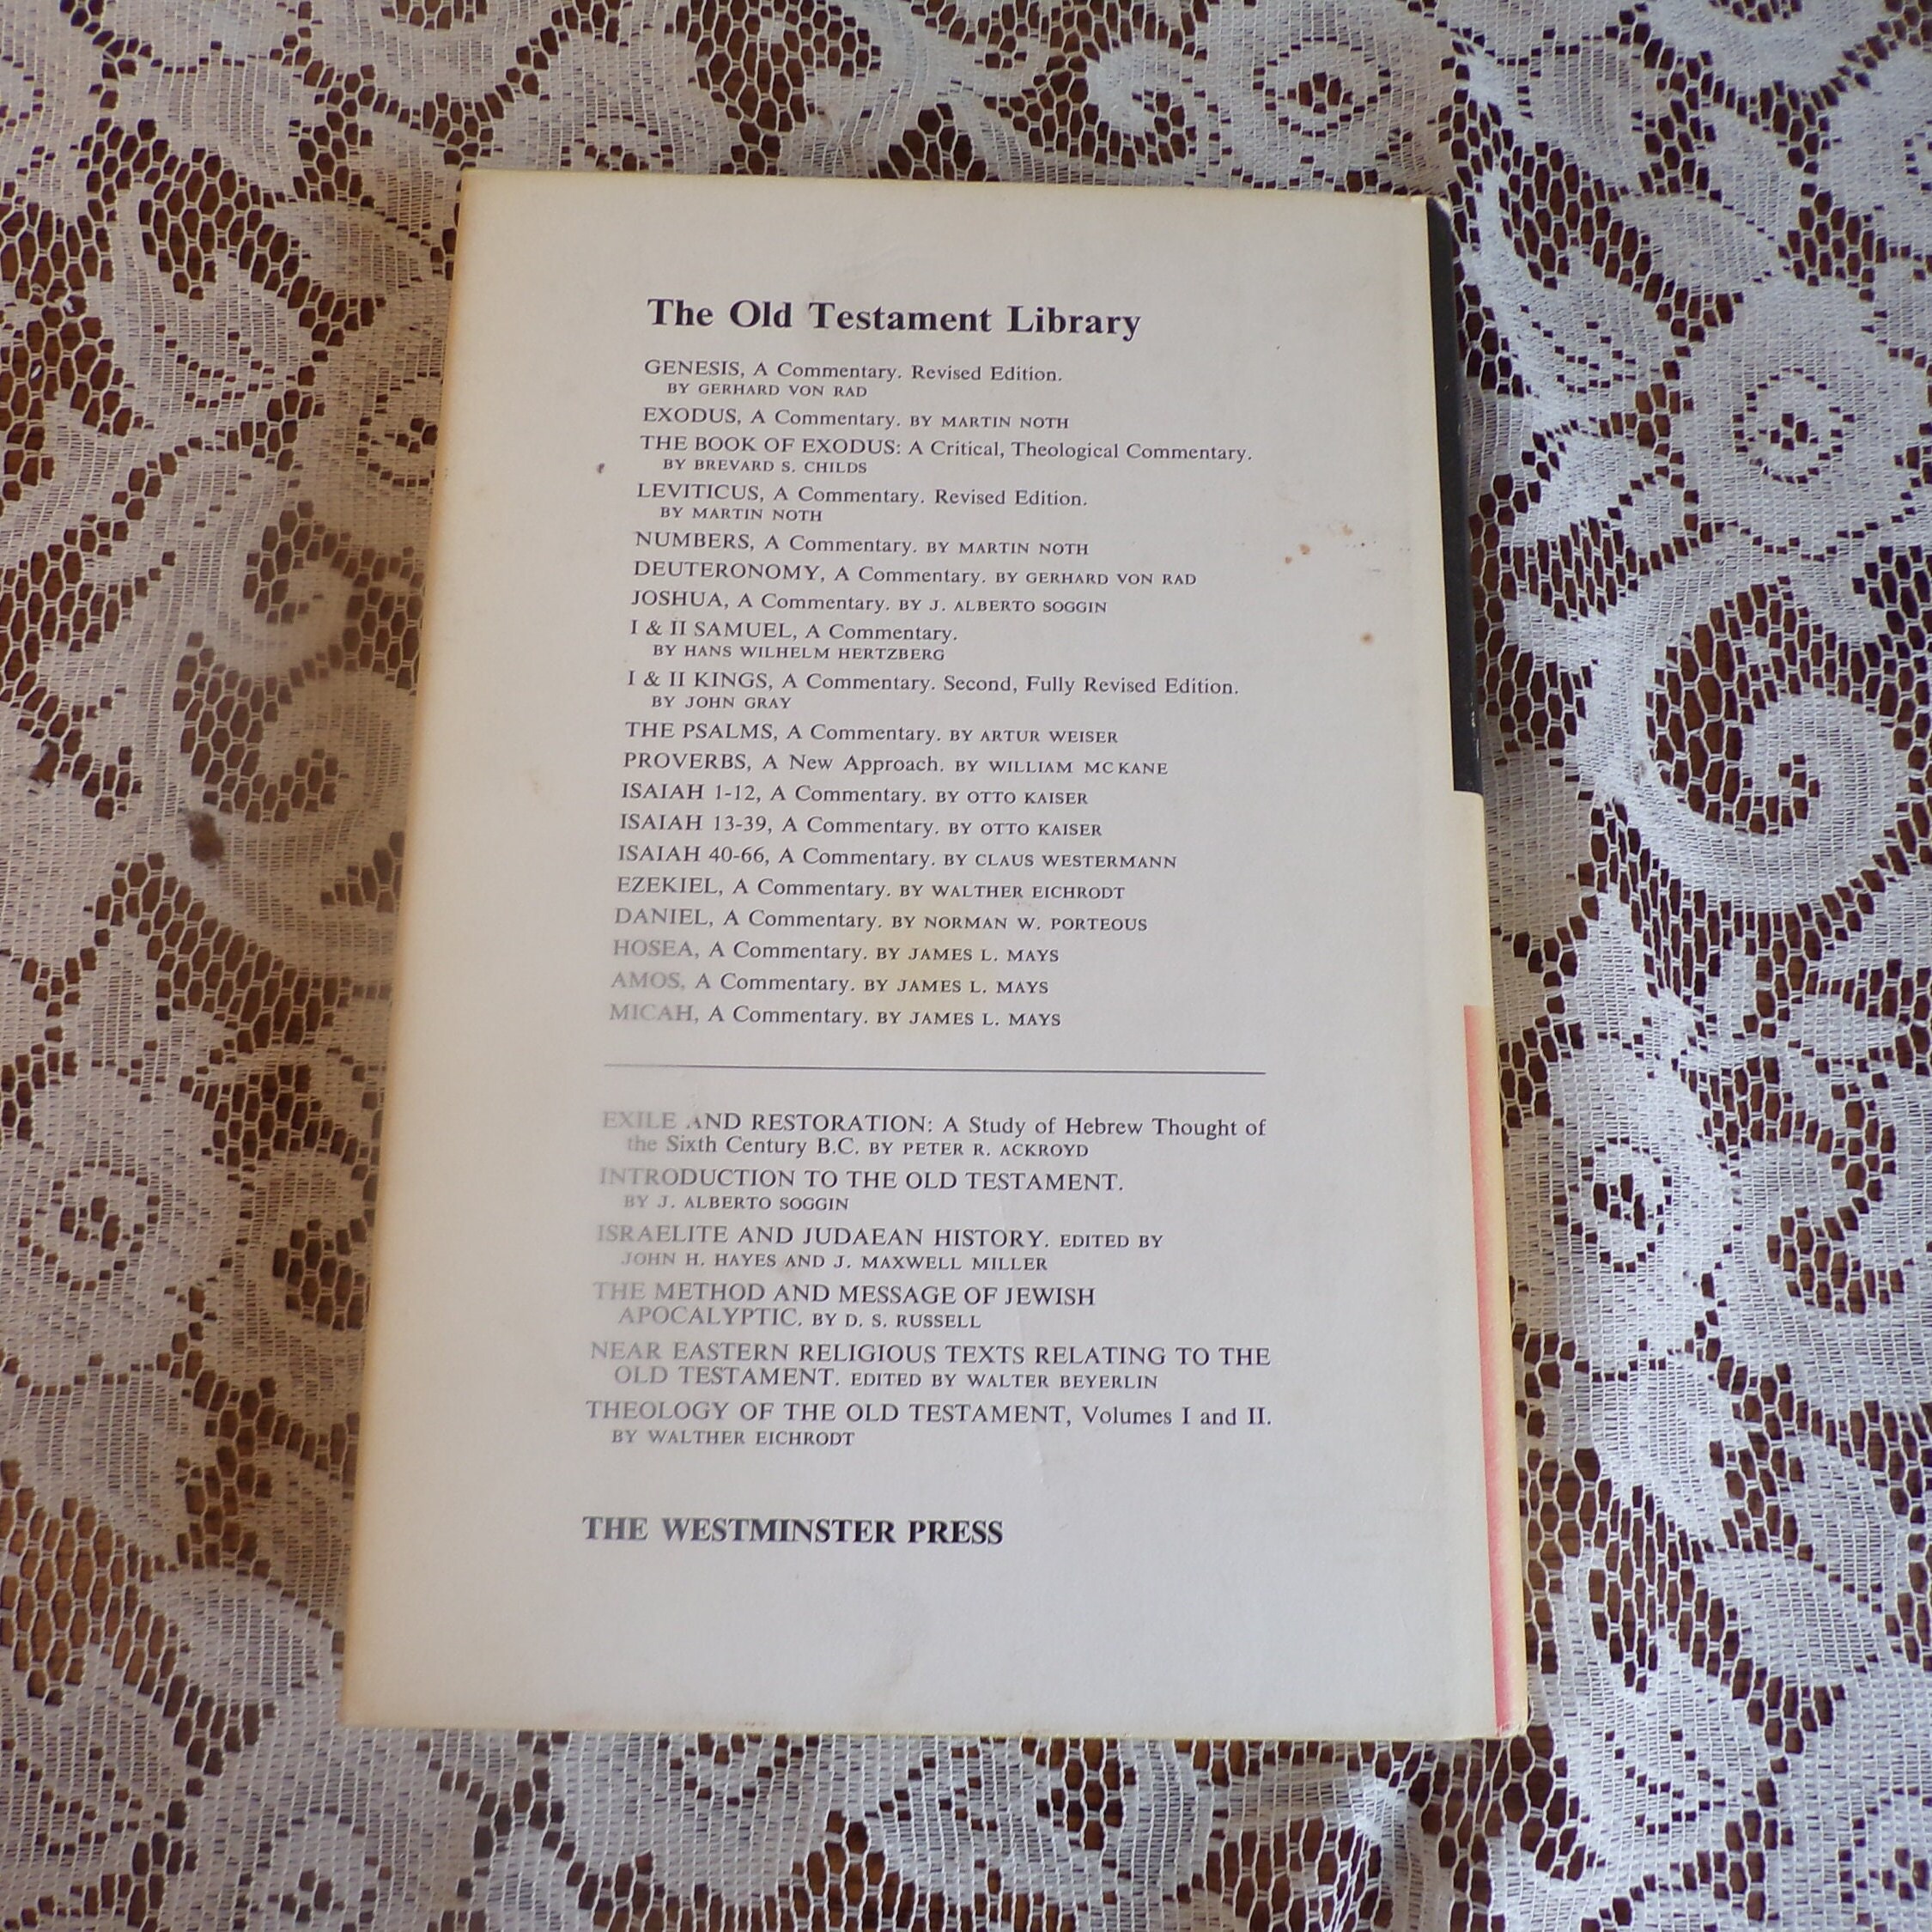 The Old Testament Library
GENESIS, A Commentary. Revised Edition.
BY GERHARD VON RAD
EXODUS, A Commentary. BY MARTIN NOTH
THE BOOK OF EXODUS: A Critical, Theological Commentary.
BY BREVARD S. CHILDS
LEVITICUS, A Commentary. Revised Edition.
BY MARTIN NOTH
NUMBERS, A Commentary. BY MARTIN NOTH
DEUTERONOMY, A Commentary. BY GERHARD VON RAD
JOSHUA, A Commentary. BY J. ALBERTO SOGGIN
I & II SAMUEL, A Commentary.
BY HANS WILHELM HERTZBERG
I & II KINGS, A Commentary. Second, Fully Revised Edition.
BY JOHN GRAY
THE PSALMS, A Commentary. BY ARTUR WEISER
PROVERBS, A New Approach. BY WILLIAM MCKANE
ISAIAH 1-12, A Commentary. BY OTTO KAISER
ISAIAH 13-39, A Commentary. BY OTTO KAISER
ISAIAH 40-66, A Commentary. BY CLAUS WESTERMANN
EZEKIEL, A Commentary. BY WALTHER EICHRODT
DANIEL, A Commentary. BY NORMAN W. PORTEOUS
HOSEA, A Commentary. BY JAMES L. MAYS
AMOS, A Commentary. BY JAMES L. MAYS
MICAH, A Commentary. BY JAMES L. MAYS
EXILE AND RESTORATION: A Study of Hebrew Thought of
the Sixth Century B.C. BY PETER R. ACKROYD
INTRODUCTION TO THE OLD TESTAMENT.
BY J. ALBERTO SOGGIN
ISRAELITE AND JUDAEAN HISTORY. EDITED BY
JOHN H. HAYES AND J. MAXWELL MILLER
THE METHOD AND MESSAGE OF JEWISH
APOCALYPTIC. BY D. S. RUSSELL
NEAR EASTERN RELIGIOUS TEXTS RELATING TO THE
OLD TESTAMENT. EDITED BY WALTER BEYERLIN
THEOLOGY OF THE OLD TESTAMENT, Volumes I and II.
BY WALTHER EICHRODT
THE WESTMINSTER PRESS